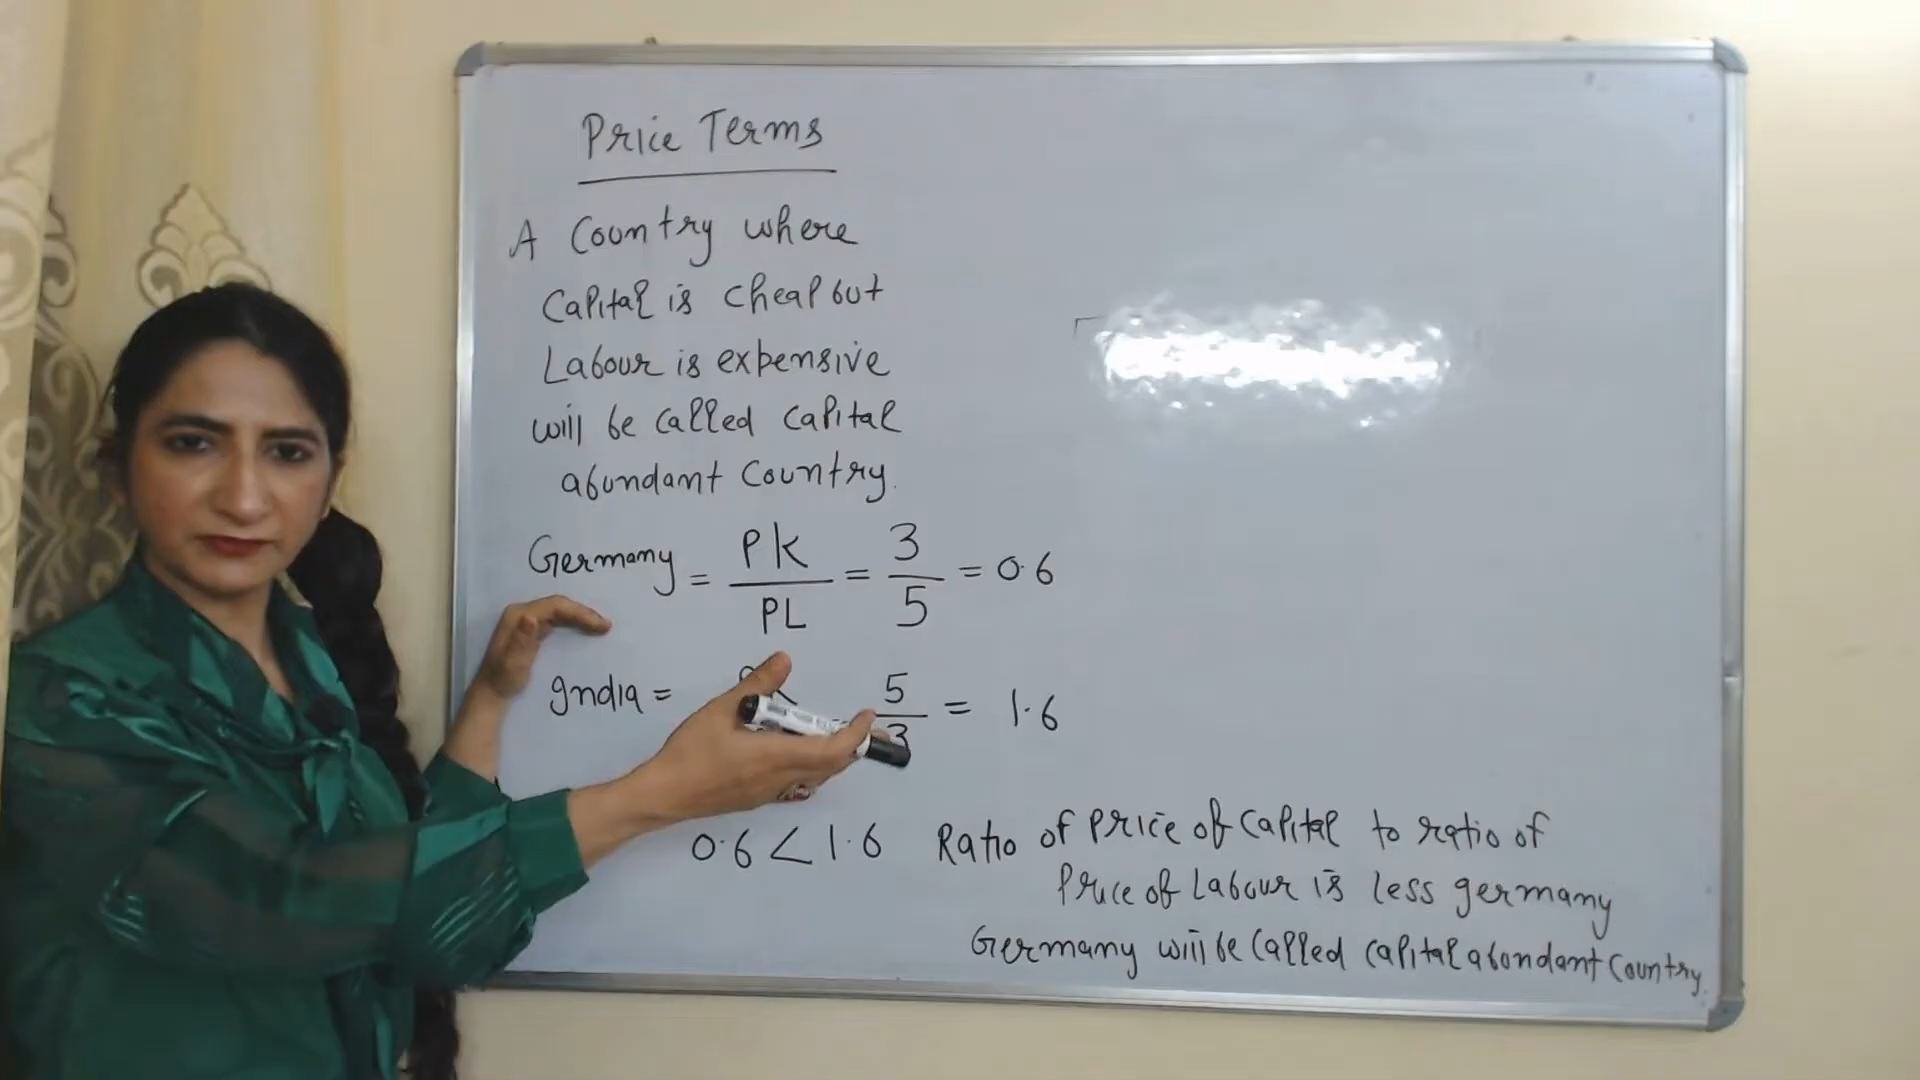 Price Terms
A Country where
Capital is cheap but
Labour is expensive
will be called capital
abundant country.
Germany = PK / PL = 3 / 5 = 0.6
India = 5 / 3 = 1.6
0.6 < 1.6 Ratio of price of capital to ratio of
price of labour is less germany
Germany will be called capital abundant country